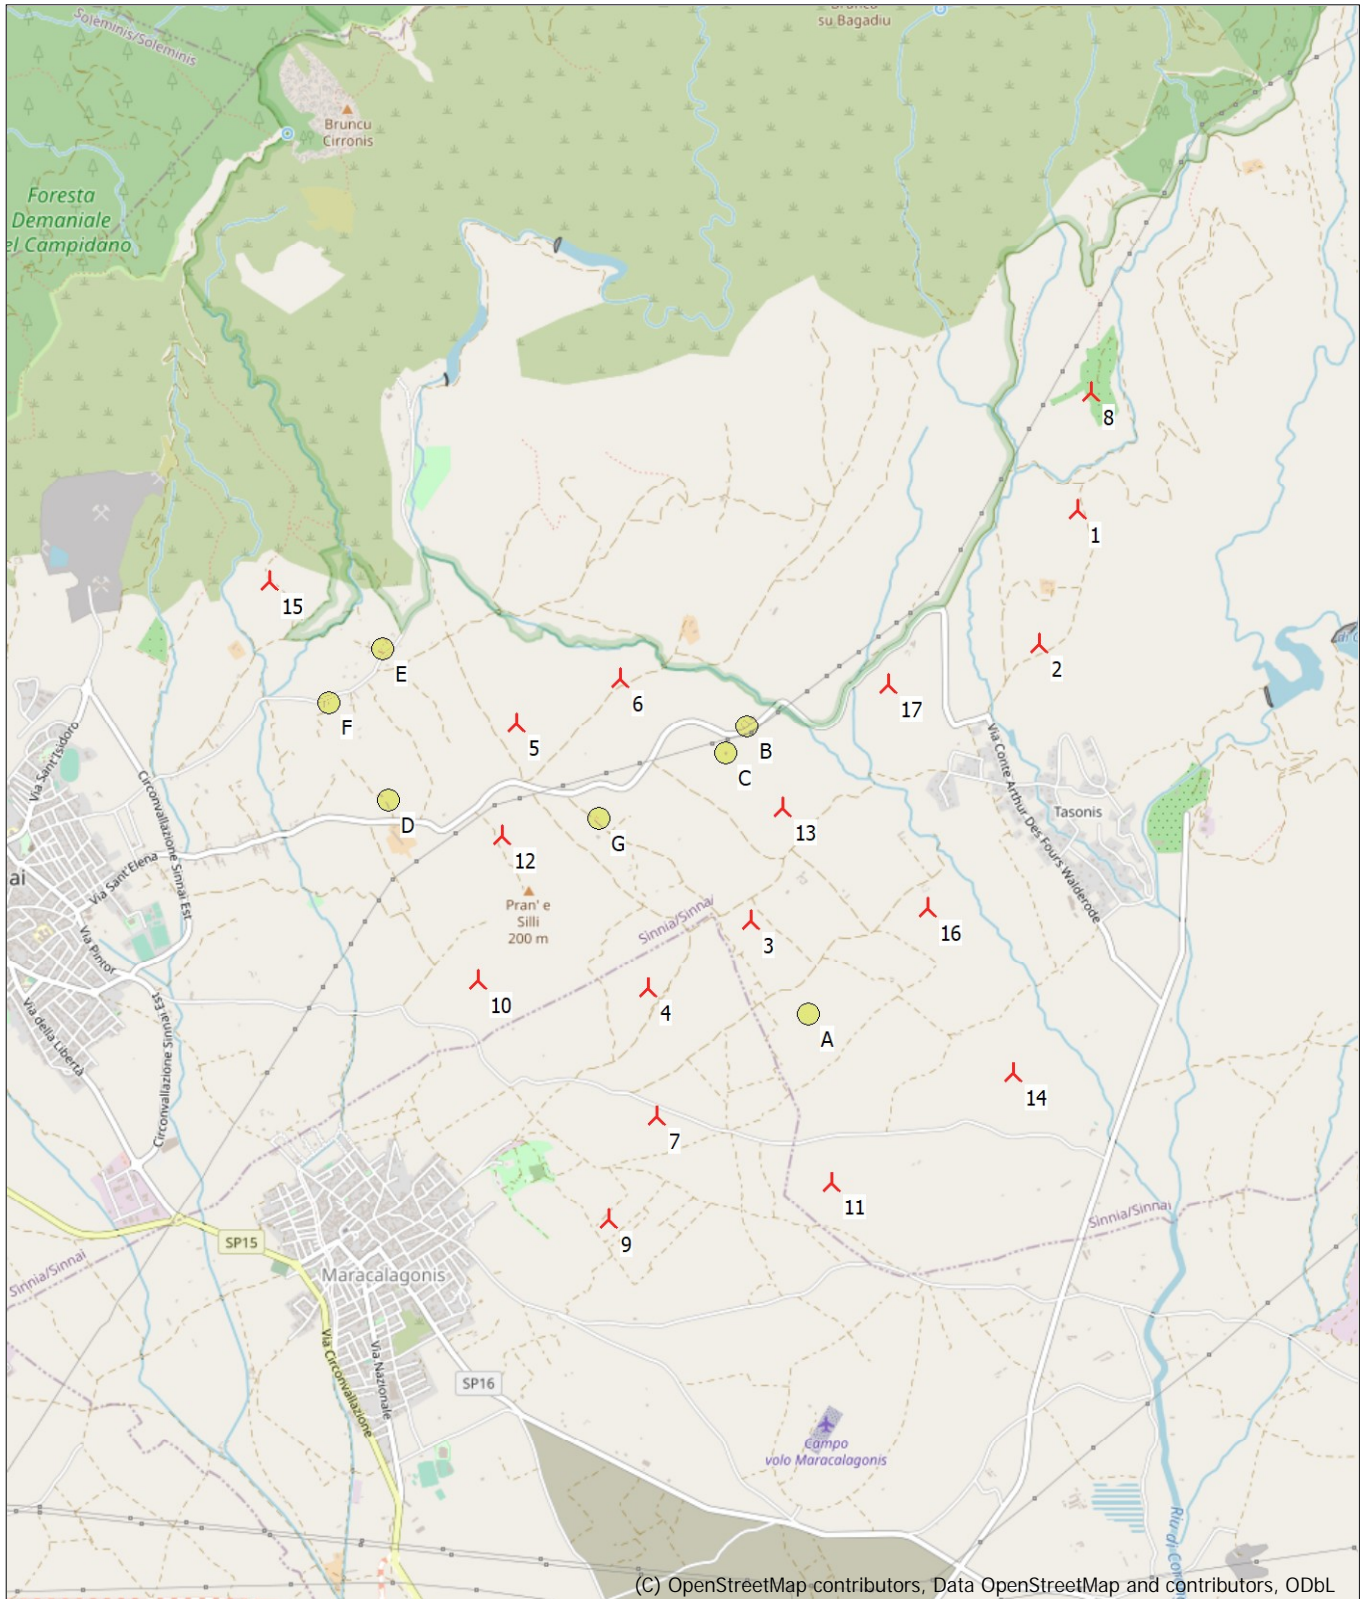 Soleminis/Soleminis
su Bagadiu
Bruncu
Cirronis
Foresta
Demaniale
el Campidano
8
1
15
E
2
6
17
F
5
B
C
Via Sant'Isidoro
Circonvallazione Sinnai Est
Via Conte Arthur Des Fours Walderode
Tasonis
D
13
G
12
ai
Via Sant'Elena
Pran' e
Silli
200 m
Sinnia/Sinnai
3
16
Via Pintor
10
4
A
Via della Libertà
Circonvallazione Sinnai Est
14
7
11
9
Sinnia/Sinnai
SP15
Sinnia/Sinnai
Maracalagonis
Via Circonvallazione
Via Nazionale
SP16
Campo
volo Maracalagonis
(C) OpenStreetMap contributors, Data OpenStreetMap and contributors, ODbL